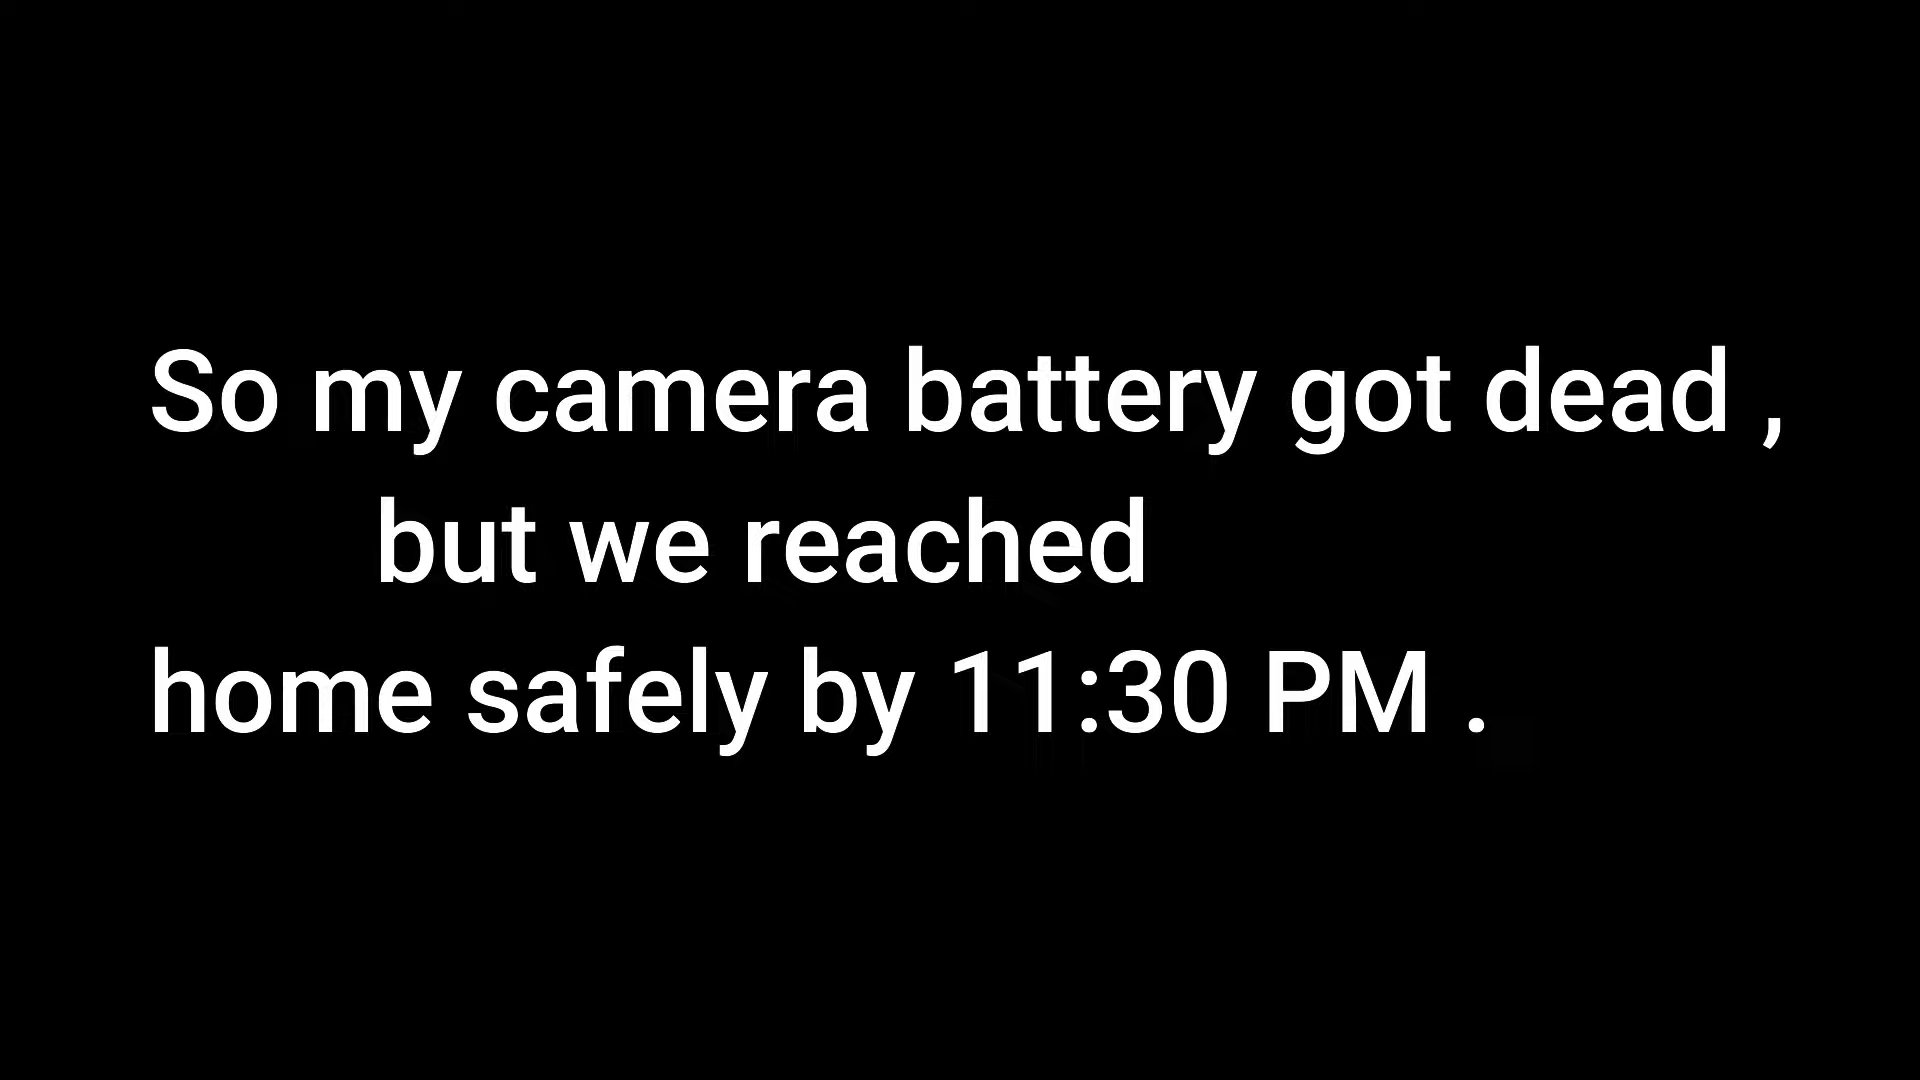 So my camera battery got dead ,
but we reached
home safely by 11:30 PM .